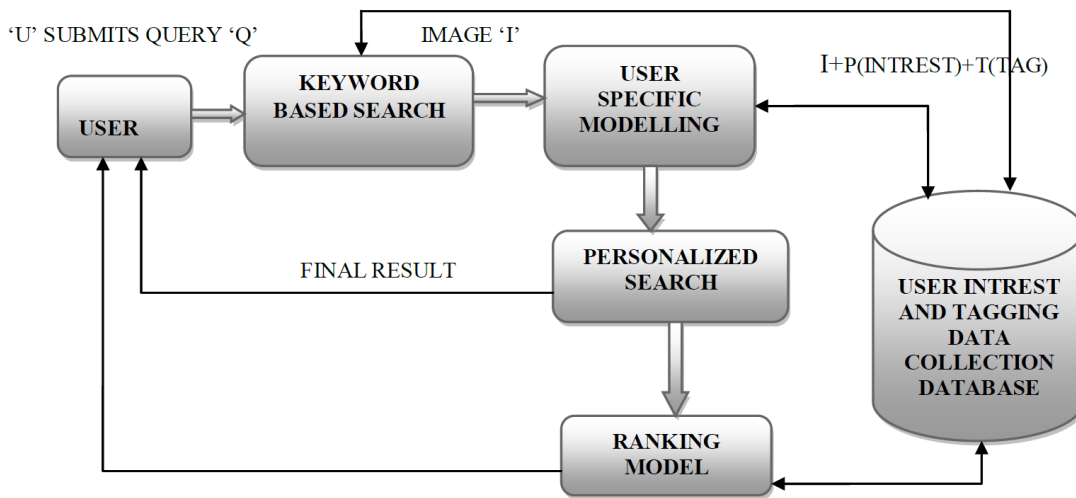 ‘U’ SUBMITS QUERY ‘Q’
IMAGE ‘I’
I+P(INTREST)+T(TAG)
USER
KEYWORD
BASED SEARCH
USER
SPECIFIC
MODELLING
PERSONALIZED
SEARCH
FINAL RESULT
USER INTREST
AND TAGGING
DATA
COLLECTION
DATABASE
RANKING
MODEL